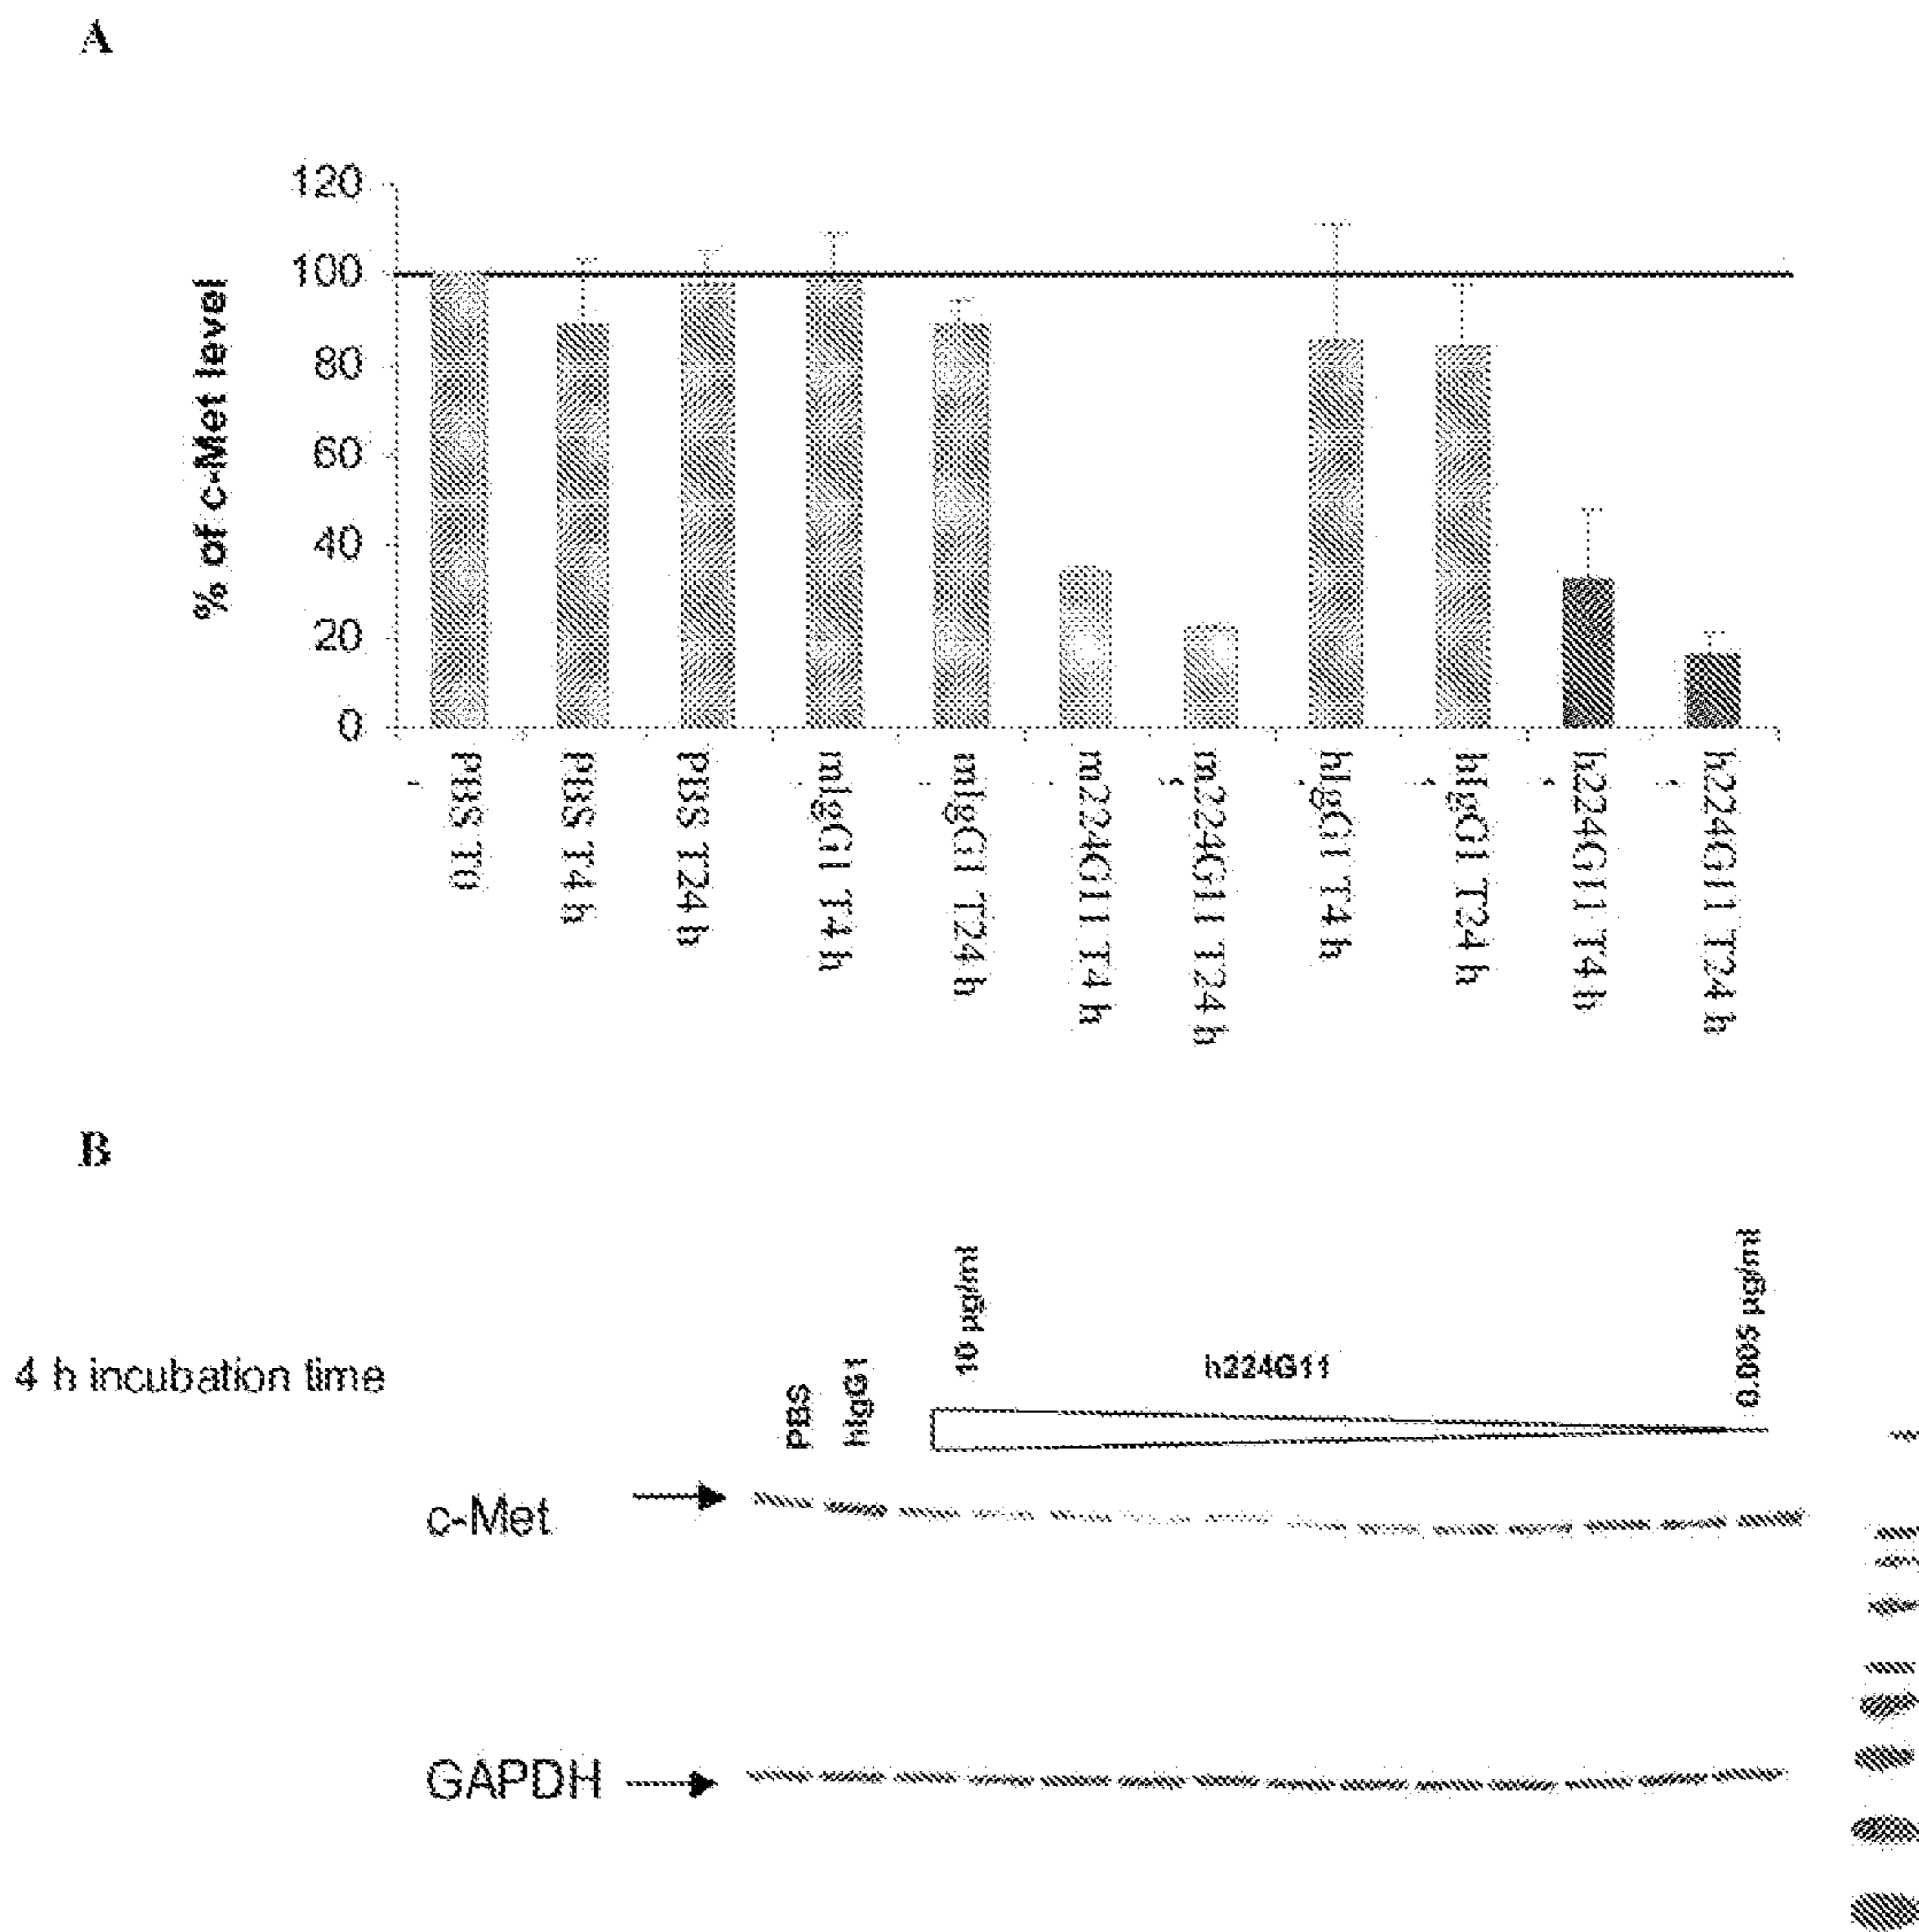 A
120
100
80
60
40
20
0
% of c-Met level
PBS T0
PBS T4 h
PBS T24 h
mIgG1 T4 h
mIgG1 T24 h
m224G11 T4 h
m224G11 T24 h
hIgG1 T4 h
hIgG1 T24 h
h224G11 T4 h
h224G11 T24 h
B
4 h incubation time
PBS
hIgG1
10 µg/ml
h224G11
0.005 µg/ml
c-Met
GAPDH